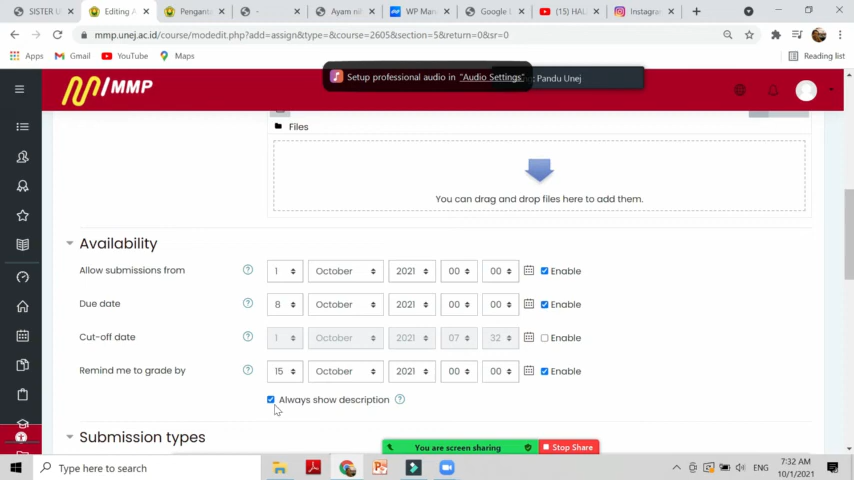 SISTER U
Editing A
Pengant
-
Ayam nil
WP Mar
Google L
(15) HAL
Instagra
mmp.unej.ac.id/course/modedit.php?add=assign&type=&course=2605&section=5&return=0&sr=0
Apps Gmail YouTube Maps Reading list
MMP
Setup professional audio in "Audio Settings" Pandu Unej
Files
You can drag and drop files here to add them.
Availability
Allow submissions from 1 October 2021 00 00 Enable
Due date 8 October 2021 00 00 Enable
Cut-off date 1 October 2021 07 32 Enable
Remind me to grade by 15 October 2021 00 00 Enable
Always show description
Submission types
You are screen sharing Stop Share
Type here to search
ENG
7:32 AM
10/1/2021